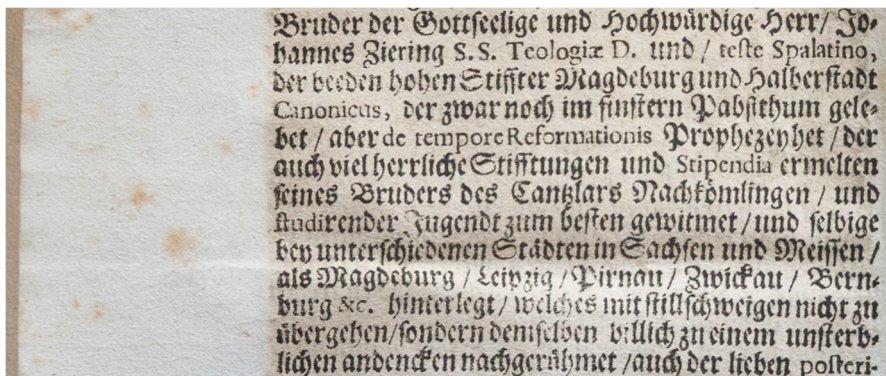 Bruder der Gottseelige und Hochwürdige Herr/ Jo-
hannes Ziering S.S. Teologiæ D. und / teste Spalatino,
der beeden hohen Stiffter Magdeburg und Halberstadt
Canonicus, der zwar noch im finstern Pabstthum gele-
bet / aber de tempore Reformationis Prophezeyhet / der
auch viel herrliche Stifftungen und Stipendia ermelten
seines Bruders des Cantzlars Nachkömlingen / und
studirender Jugendt zum besten gewitmet / und selbige
bey unterschiedenen Städten in Sachsen und Meissen /
als Magdeburg / Leipzig / Pirnau / Zwickau / Bern-
burg &c. hinterlegt / welches mit stillschweigen nicht zu
übergehen/sondern demselben billich zu einem unsterb-
lichen andencken nachgerühmet /auch der lieben posteri-